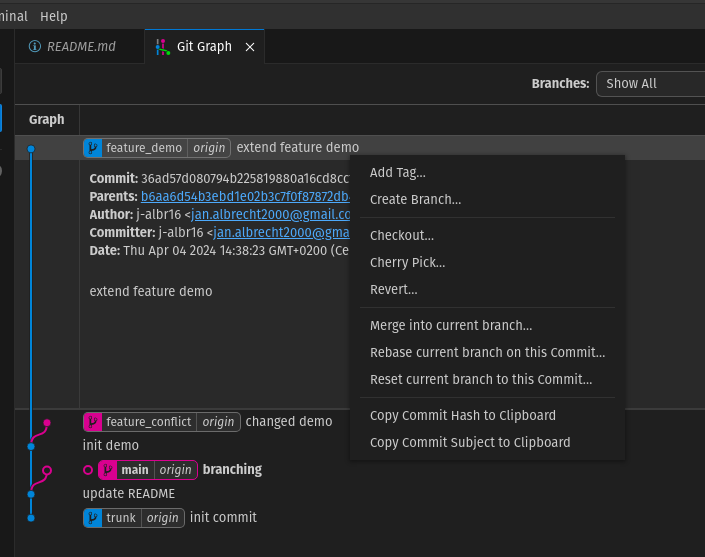 minal Help
README.md
Git Graph
Branches: Show All
Graph
feature_demo origin extend feature demo
Commit: 36ad57d080794b225819880a16cd8cc
Parents: b6aa6d54b3ebd1e02b3c7f0f87872db
Author: j-albr16 <jan.albrecht2000@gmail.co
Committer: j-albr16 <jan.albrecht2000@gma
Date: Thu Apr 04 2024 14:38:23 GMT+0200 (Ce
extend feature demo
Add Tag...
Create Branch...
Checkout...
Cherry Pick...
Revert...
Merge into current branch...
Rebase current branch on this Commit...
Reset current branch to this Commit...
Copy Commit Hash to Clipboard
Copy Commit Subject to Clipboard
feature_conflict origin changed demo
init demo
main origin branching
update README
trunk origin init commit